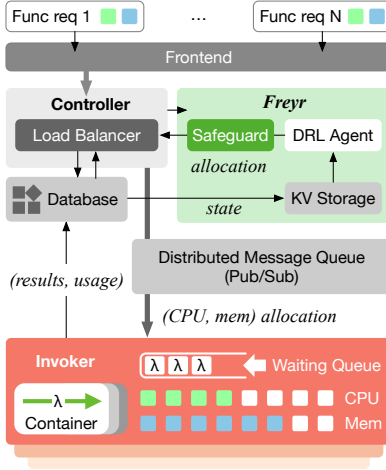 Func req 1
...
Func req N
Frontend
Controller
Freyr
Load Balancer
Safeguard
DRL Agent
allocation
Database
state
KV Storage
Distributed Message Queue
(Pub/Sub)
(results, usage)
(CPU, mem) allocation
Invoker
λ λ λ
Waiting Queue
λ
Container
CPU
Mem